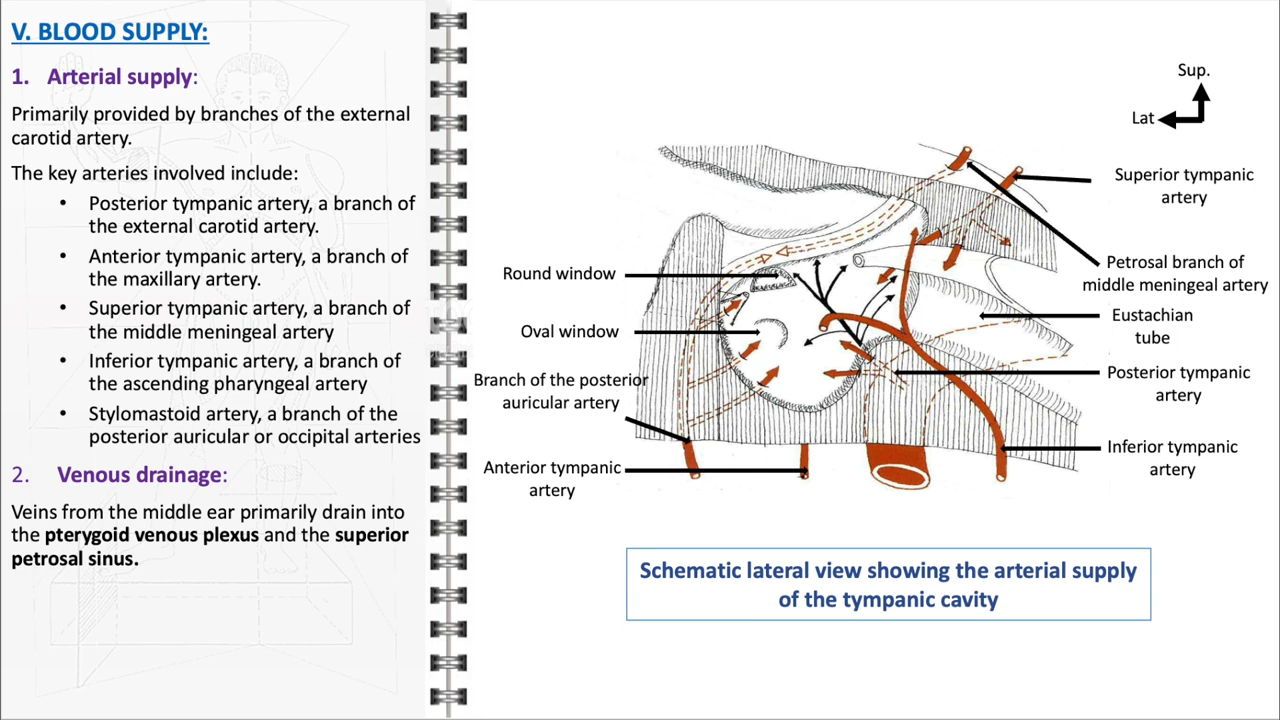 V. BLOOD SUPPLY:
1. Arterial supply:
Primarily provided by branches of the external
carotid artery.
The key arteries involved include:
• Posterior tympanic artery, a branch of
the external carotid artery.
• Anterior tympanic artery, a branch of
the maxillary artery.
• Superior tympanic artery, a branch of
the middle meningeal artery
• Inferior tympanic artery, a branch of
the ascending pharyngeal artery
• Stylomastoid artery, a branch of the
posterior auricular or occipital arteries
2. Venous drainage:
Veins from the middle ear primarily drain into
the pterygoid venous plexus and the superior
petrosal sinus.
Sup.
Lat
Round window
Oval window
Branch of the posterior
auricular artery
Anterior tympanic
artery
Superior tympanic
artery
Petrosal branch of
middle meningeal artery
Eustachian
tube
Posterior tympanic
artery
Inferior tympanic
artery
Schematic lateral view showing the arterial supply
of the tympanic cavity